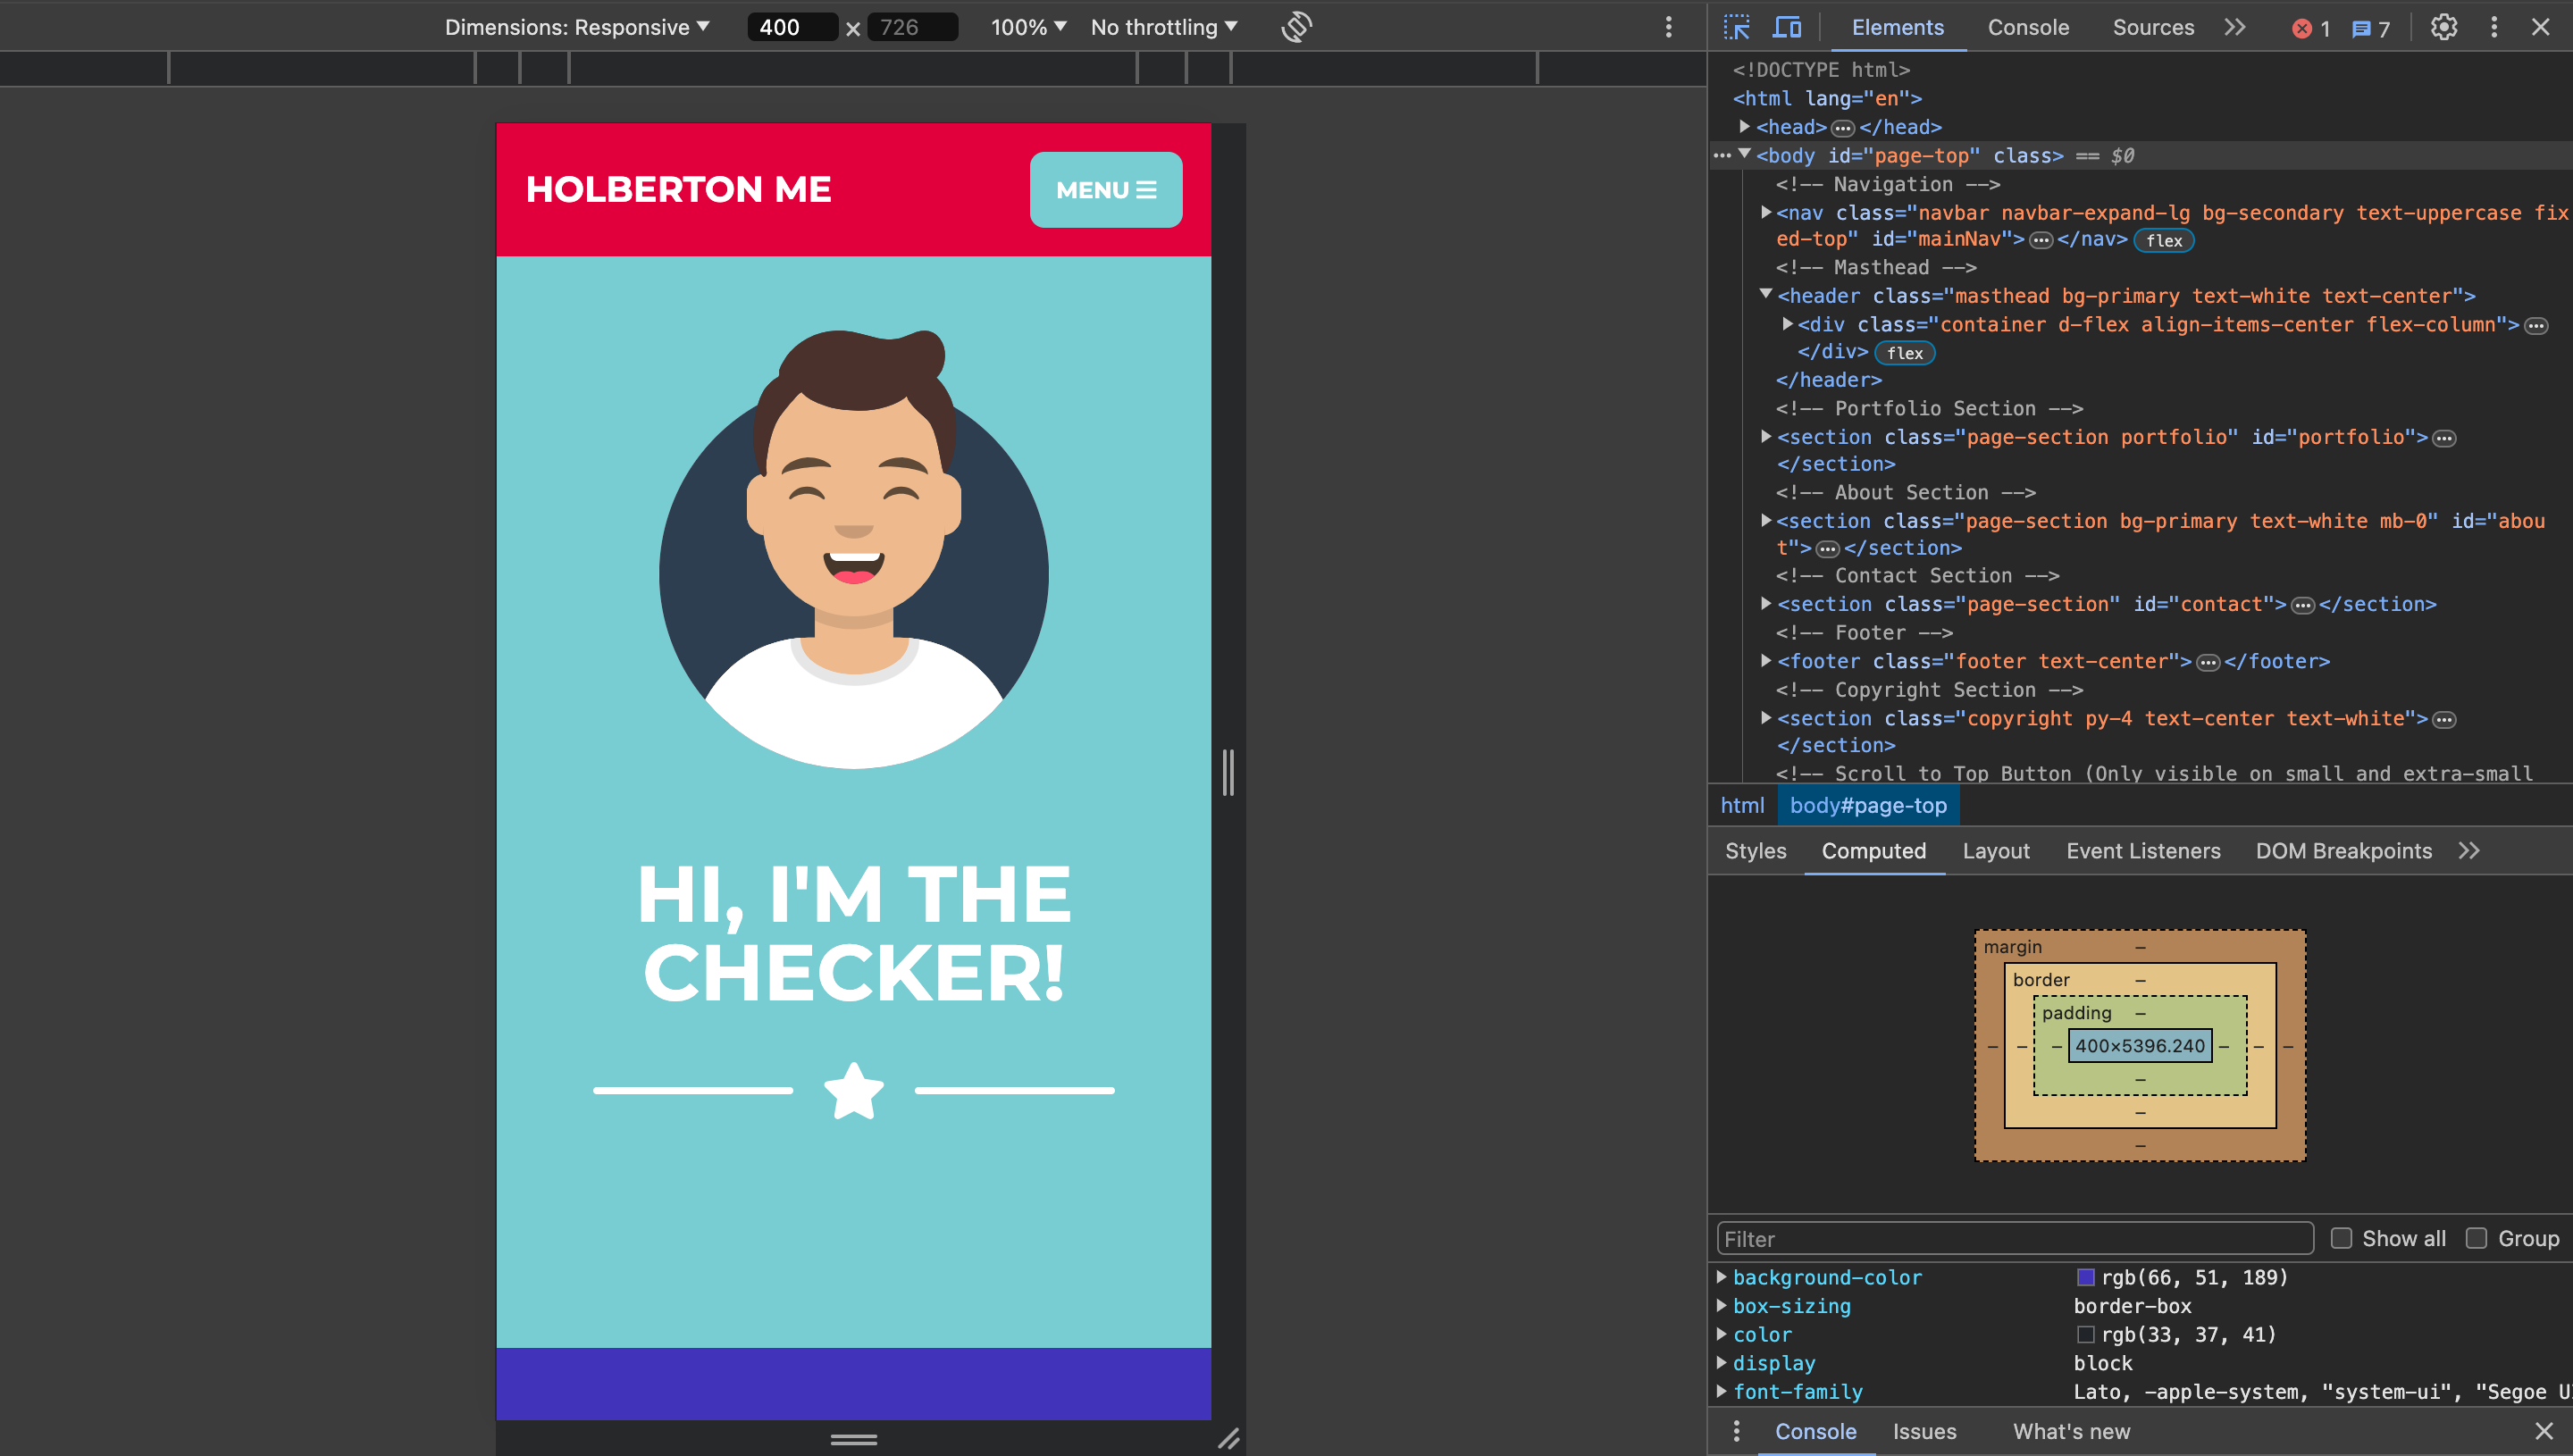 Dimensions: Responsive ▼ 400 × 726 100% ▼ No throttling ▼
HOLBERTON ME
MENU
HI, I'M THE
CHECKER!
Elements Console Sources 1 7
<!DOCTYPE html>
<html lang="en">
<head>…</head>
<body id="page-top" class> == $0
<!-- Navigation -->
<nav class="navbar navbar-expand-lg bg-secondary text-uppercase fix
ed-top" id="mainNav">…</nav> flex
<!-- Masthead -->
<header class="masthead bg-primary text-white text-center">
<div class="container d-flex align-items-center flex-column">…
</div> flex
</header>
<!-- Portfolio Section -->
<section class="page-section portfolio" id="portfolio">…
</section>
<!-- About Section -->
<section class="page-section bg-primary text-white mb-0" id="abou
t">…</section>
<!-- Contact Section -->
<section class="page-section" id="contact">…</section>
<!-- Footer -->
<footer class="footer text-center">…</footer>
<!-- Copyright Section -->
<section class="copyright py-4 text-center text-white">…
</section>
<!-- Scroll to Top Button (Only visible on small and extra-small
html body#page-top
Styles Computed Layout Event Listeners DOM Breakpoints
margin –
border –
padding –
– – – 400×5396.240 – – –
–
–
–
Filter Show all Group
background-color rgb(66, 51, 189)
box-sizing border-box
color rgb(33, 37, 41)
display block
font-family Lato, -apple-system, "system-ui", "Segoe U
Console Issues What's new